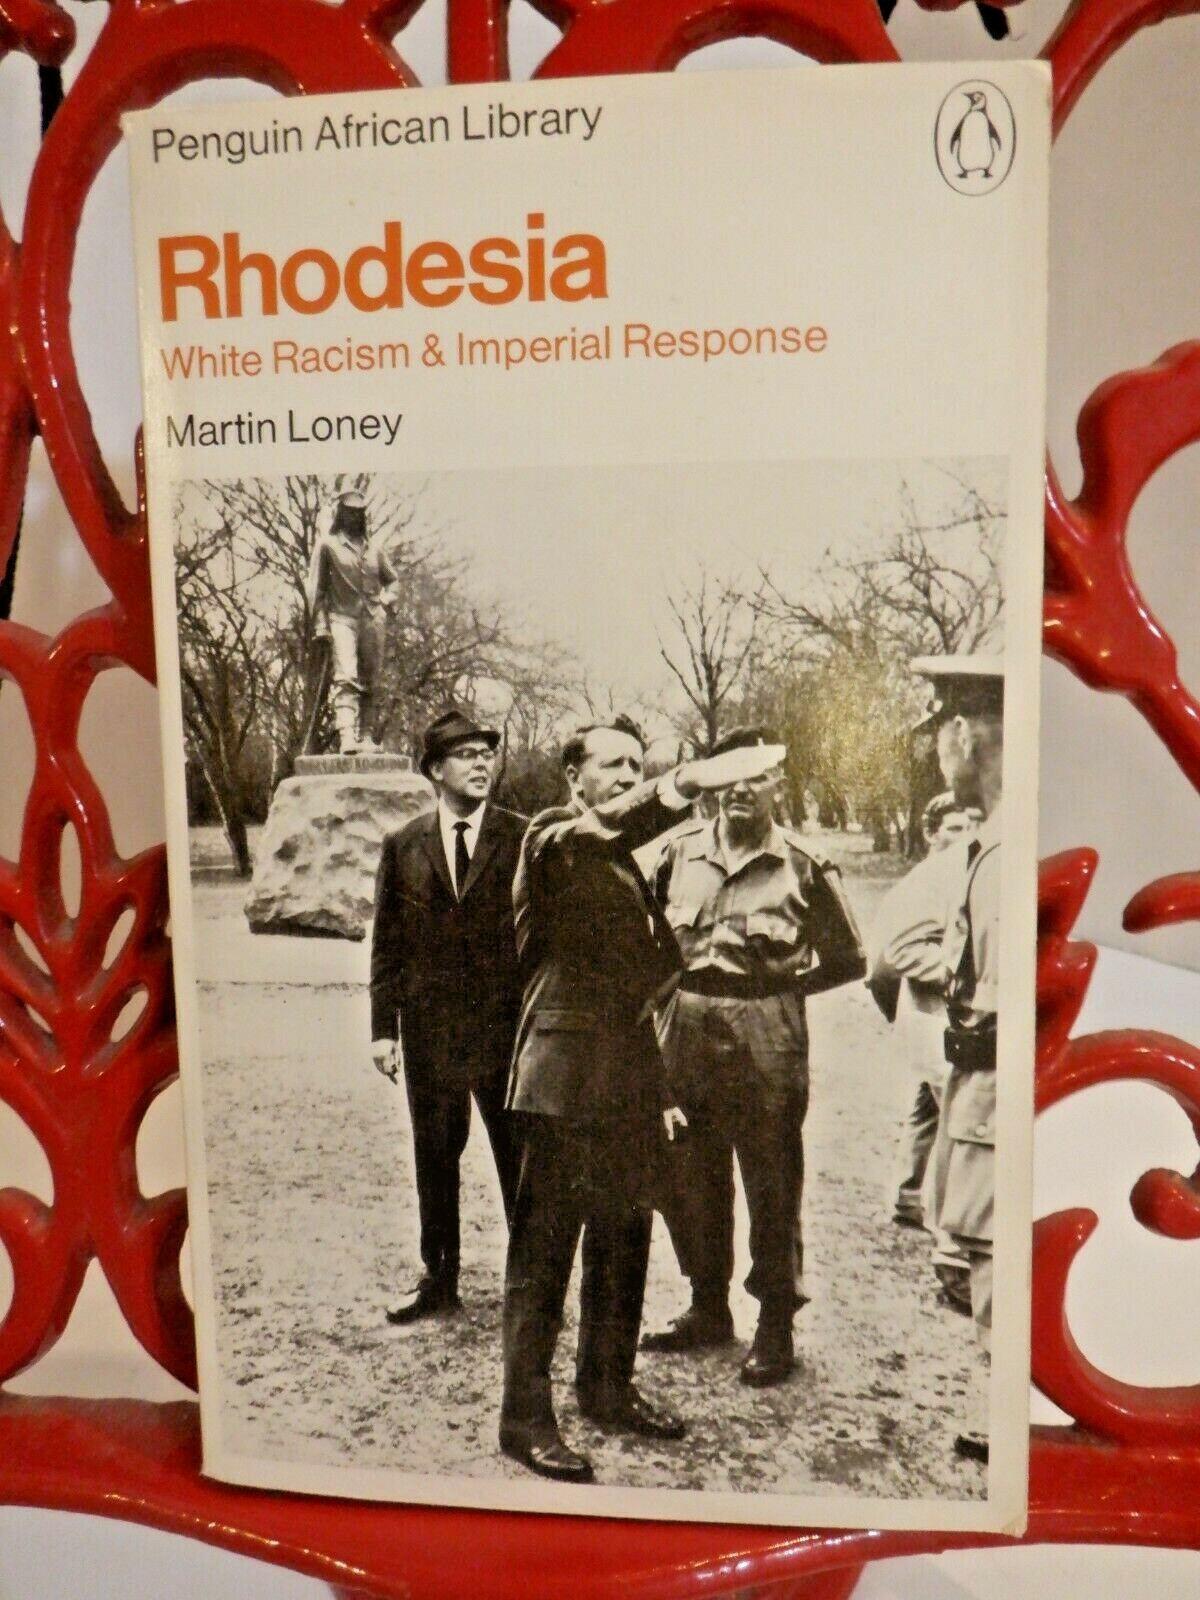 Penguin African Library
Rhodesia
White Racism & Imperial Response
Martin Loney